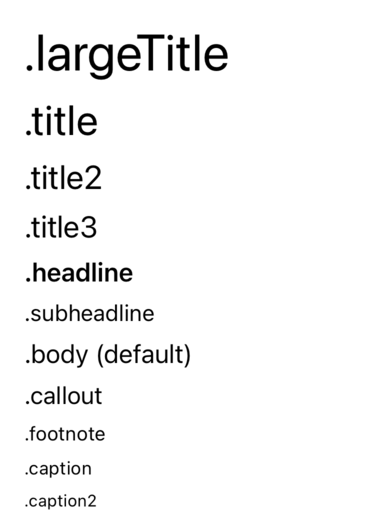 .largeTitle
.title
.title2
.title3
.headline
.subheadline
.body (default)
.callout
.footnote
.caption
.caption2